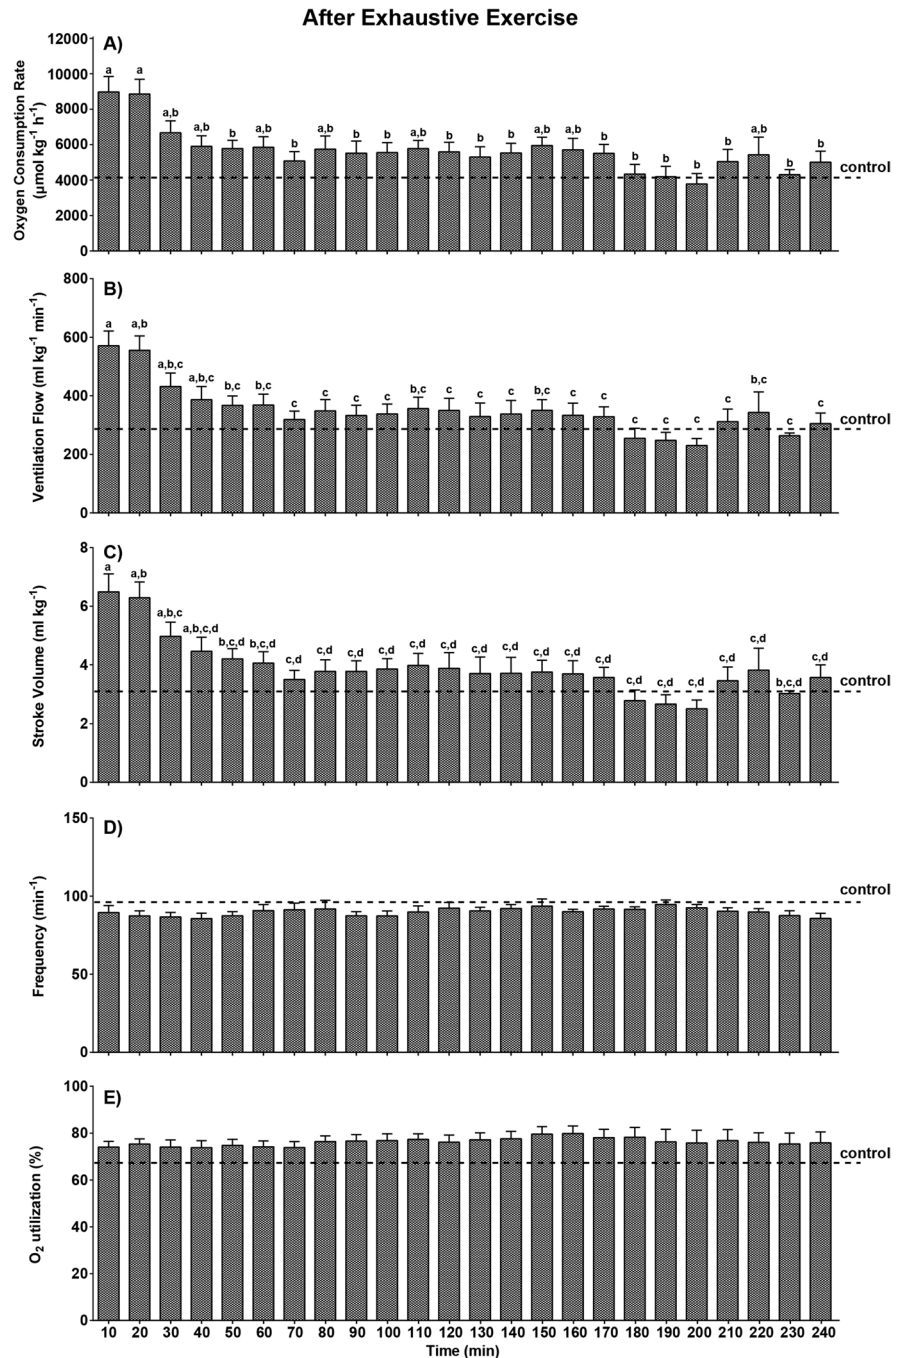 After Exhaustive Exercise
A)
Oxygen Consumption Rate
(µmol kg⁻¹ h⁻¹)
12000
10000
8000
6000
4000
2000
0
a a a,b a,b b a,b b a,b b b a,b b b b a,b a,b b b b b b a,b b b
control
B)
Ventilation Flow (ml kg⁻¹ min⁻¹)
800
600
400
200
0
a a,b a,b,c a,b,c b,c b,c c c c c b,c c c c b,c c c c c c c b,c c c
control
C)
Stroke Volume (ml kg⁻¹)
8
6
4
2
0
a a,b a,b,c a,b,c,d b,c,d b,c,d c,d c,d c,d c,d c,d c,d c,d c,d c,d c,d c,d c,d c,d c,d c,d c,d b,c,d c,d
control
D)
Frequency (min⁻¹)
150
100
50
0
control
E)
O₂ utilization (%)
100
80
60
40
20
0
control
10 20 30 40 50 60 70 80 90 100 110 120 130 140 150 160 170 180 190 200 210 220 230 240
Time (min)